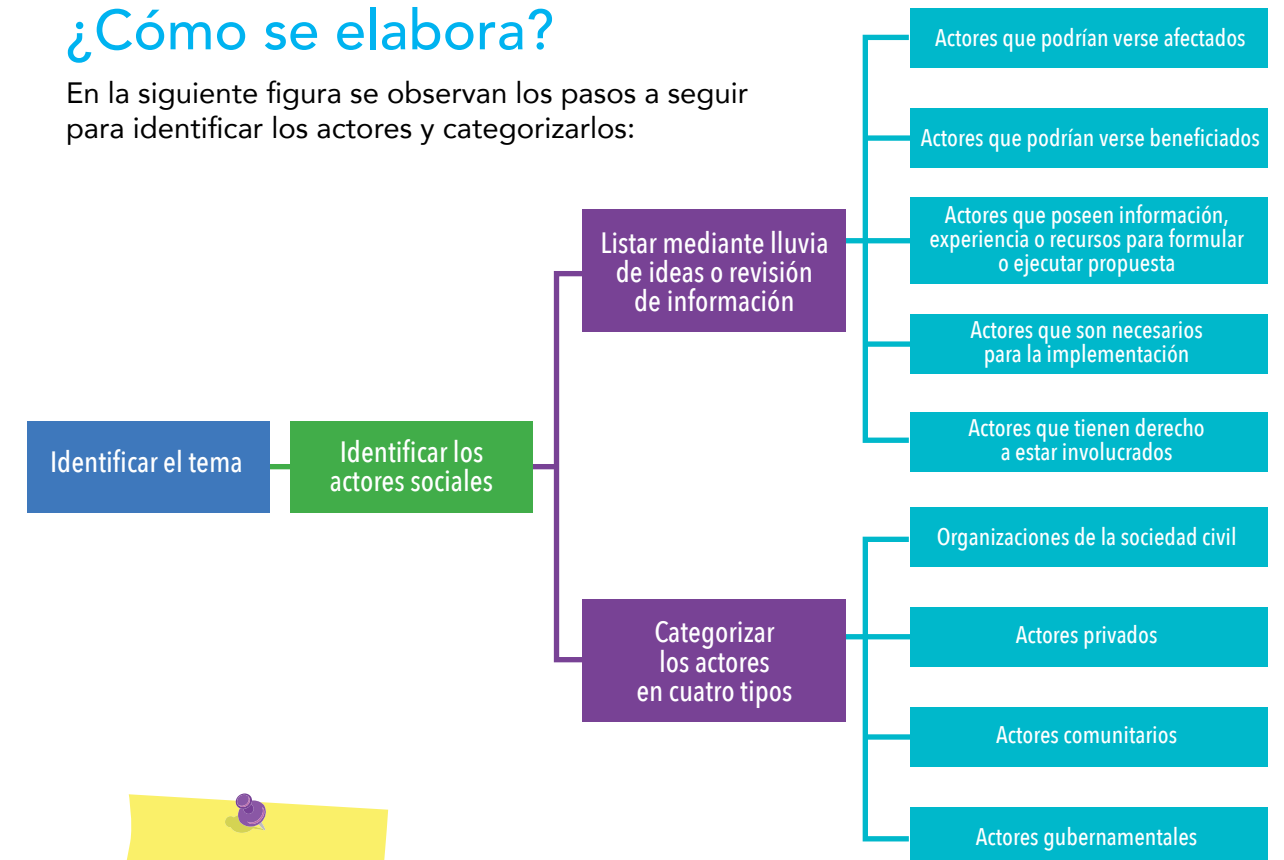 ¿Cómo se elabora?
En la siguiente figura se observan los pasos a seguir
para identificar los actores y categorizarlos:
Identificar el tema
Identificar los
actores sociales
Listar mediante lluvia
de ideas o revisión
de información
Actores que podrían verse afectados
Actores que podrían verse beneficiados
Actores que poseen información,
experiencia o recursos para formular
o ejecutar propuesta
Actores que son necesarios
para la implementación
Actores que tienen derecho
a estar involucrados
Categorizar
los actores
en cuatro tipos
Organizaciones de la sociedad civil
Actores privados
Actores comunitarios
Actores gubernamentales